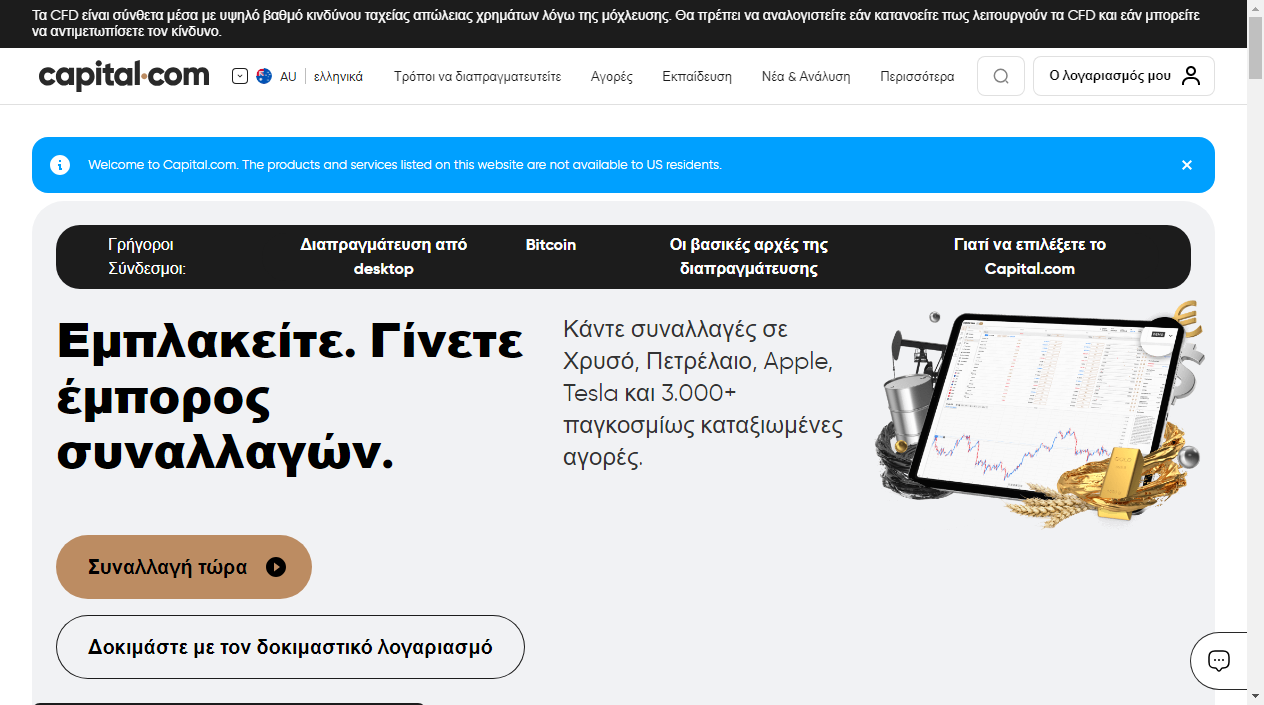 Τα CFD είναι σύνθετα μέσα με υψηλό βαθμό κινδύνου ταχείας απώλειας χρημάτων λόγω της μόχλευσης. Θα πρέπει να αναλογιστείτε εάν κατανοείτε πως λειτουργούν τα CFD και εάν μπορείτε
να αντιμετωπίσετε τον κίνδυνο.
capital.com
AU ελληνικά
Τρόποι να διαπραγματευτείτε
Αγορές
Εκπαίδευση
Νέα & Ανάλυση
Περισσότερα
Ο λογαριασμός μου
Welcome to Capital.com. The products and services listed on this website are not available to US residents.
Γρήγοροι
Σύνδεσμοι:
Διαπραγμάτευση από
desktop
Bitcoin
Οι βασικές αρχές της
διαπραγμάτευσης
Γιατί να επιλέξετε το
Capital.com
Εμπλακείτε. Γίνετε
έμπορος
συναλλαγών.
Κάντε συναλλαγές σε
Χρυσό, Πετρέλαιο, Apple,
Tesla και 3.000+
παγκοσμίως καταξιωμένες
αγορές.
Συναλλαγή τώρα
Δοκιμάστε με τον δοκιμαστικό λογαριασμό